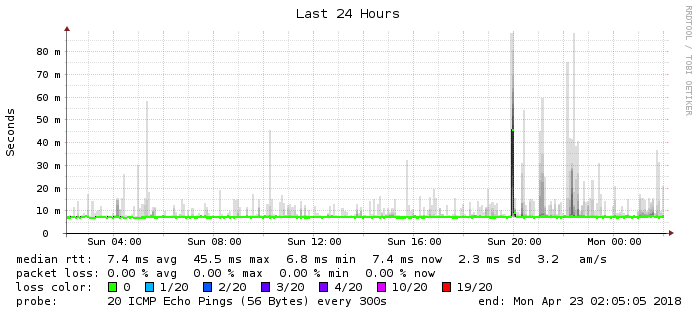 Last 24 Hours
RRDTOOL / TOBI OETIKER
Seconds
80 m
70 m
60 m
50 m
40 m
30 m
20 m
10 m
0
Sun 04:00 Sun 08:00 Sun 12:00 Sun 16:00 Sun 20:00 Mon 00:00
median rtt: 7.4 ms avg 45.5 ms max 6.8 ms min 7.4 ms now 2.3 ms sd 3.2 am/s
packet loss: 0.00 % avg 0.00 % max 0.00 % min 0.00 % now
loss color: 0 1/20 2/20 3/20 4/20 10/20 19/20
probe: 20 ICMP Echo Pings (56 Bytes) every 300s end: Mon Apr 23 02:05:05 2018